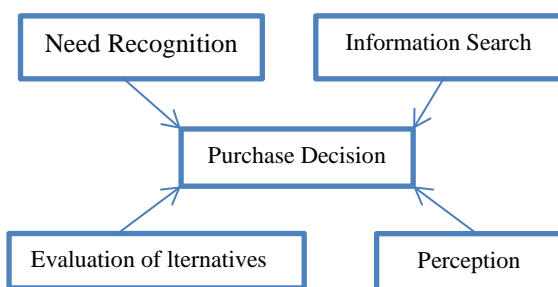 Need Recognition
Information Search
Purchase Decision
Evaluation of lternatives
Perception